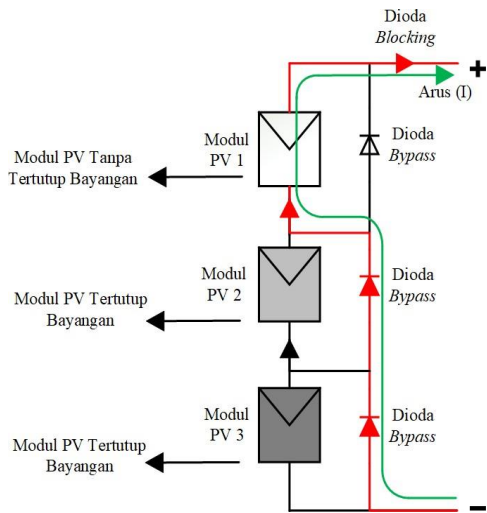 Dioda
Blocking
+
Arus (I)
Modul
PV 1
Dioda
Bypass
Modul PV Tanpa
Tertutup Bayangan
Modul
PV 2
Dioda
Bypass
Modul PV Tertutup
Bayangan
Modul
PV 3
Dioda
Bypass
Modul PV Tertutup
Bayangan
−